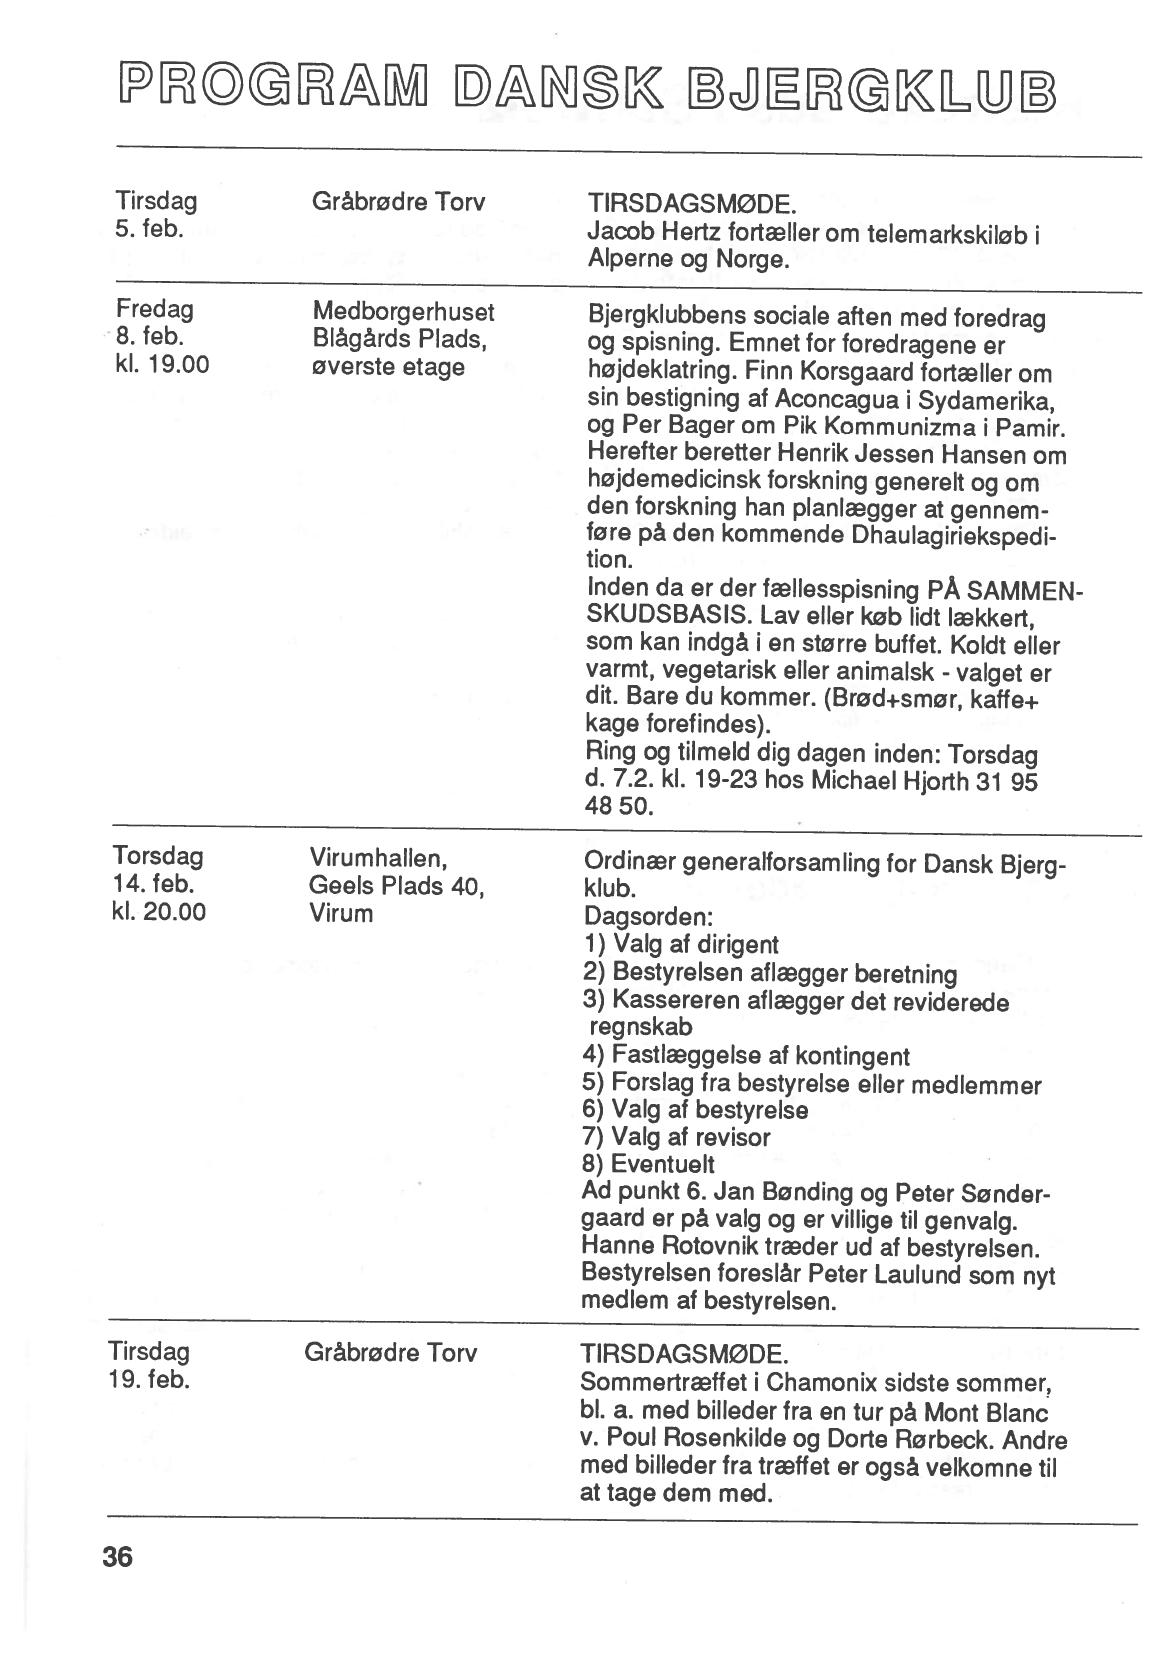 PROGRAM DANSK BJERGKLUB
Tirsdag
5. feb.
Gråbrødre Torv
TIRSDAGSMØDE.
Jacob Hertz fortæller om telemarkskiløb i
Alperne og Norge.
Fredag
8. feb.
kl. 19.00
Medborgerhuset
Blågårds Plads,
øverste etage
Bjergklubbens sociale aften med foredrag
og spisning. Emnet for foredragene er
højdeklatring. Finn Korsgaard fortæller om
sin bestigning af Aconcagua i Sydamerika,
og Per Bager om Pik Kommunizma i Pamir.
Herefter beretter Henrik Jessen Hansen om
højdemedicinsk forskning generelt og om
den forskning han planlægger at gennem-
føre på den kommende Dhaulagiriekspedi-
tion.
Inden da er der fællesspisning PÅ SAMMEN-
SKUDSBASIS. Lav eller køb lidt lækkert,
som kan indgå i en større buffet. Koldt eller
varmt, vegetarisk eller animalsk - valget er
dit. Bare du kommer. (Brød+smør, kaffe+
kage forefindes).
Ring og tilmeld dig dagen inden: Torsdag
d. 7.2. kl. 19-23 hos Michael Hjorth 31 95
48 50.
Torsdag
14. feb.
kl. 20.00
Virumhallen,
Geels Plads 40,
Virum
Ordinær generalforsamling for Dansk Bjerg-
klub.
Dagsorden:
1) Valg af dirigent
2) Bestyrelsen aflægger beretning
3) Kassereren aflægger det reviderede
regnskab
4) Fastlæggelse af kontingent
5) Forslag fra bestyrelse eller medlemmer
6) Valg af bestyrelse
7) Valg af revisor
8) Eventuelt
Ad punkt 6. Jan Bønding og Peter Sønder-
gaard er på valg og er villige til genvalg.
Hanne Rotovnik træder ud af bestyrelsen.
Bestyrelsen foreslår Peter Laulund som nyt
medlem af bestyrelsen.
Tirsdag
19. feb.
Gråbrødre Torv
TIRSDAGSMØDE.
Sommertræffet i Chamonix sidste sommer,
bl. a. med billeder fra en tur på Mont Blanc
v. Poul Rosenkilde og Dorte Rørbeck. Andre
med billeder fra træffet er også velkomne til
at tage dem med.
36